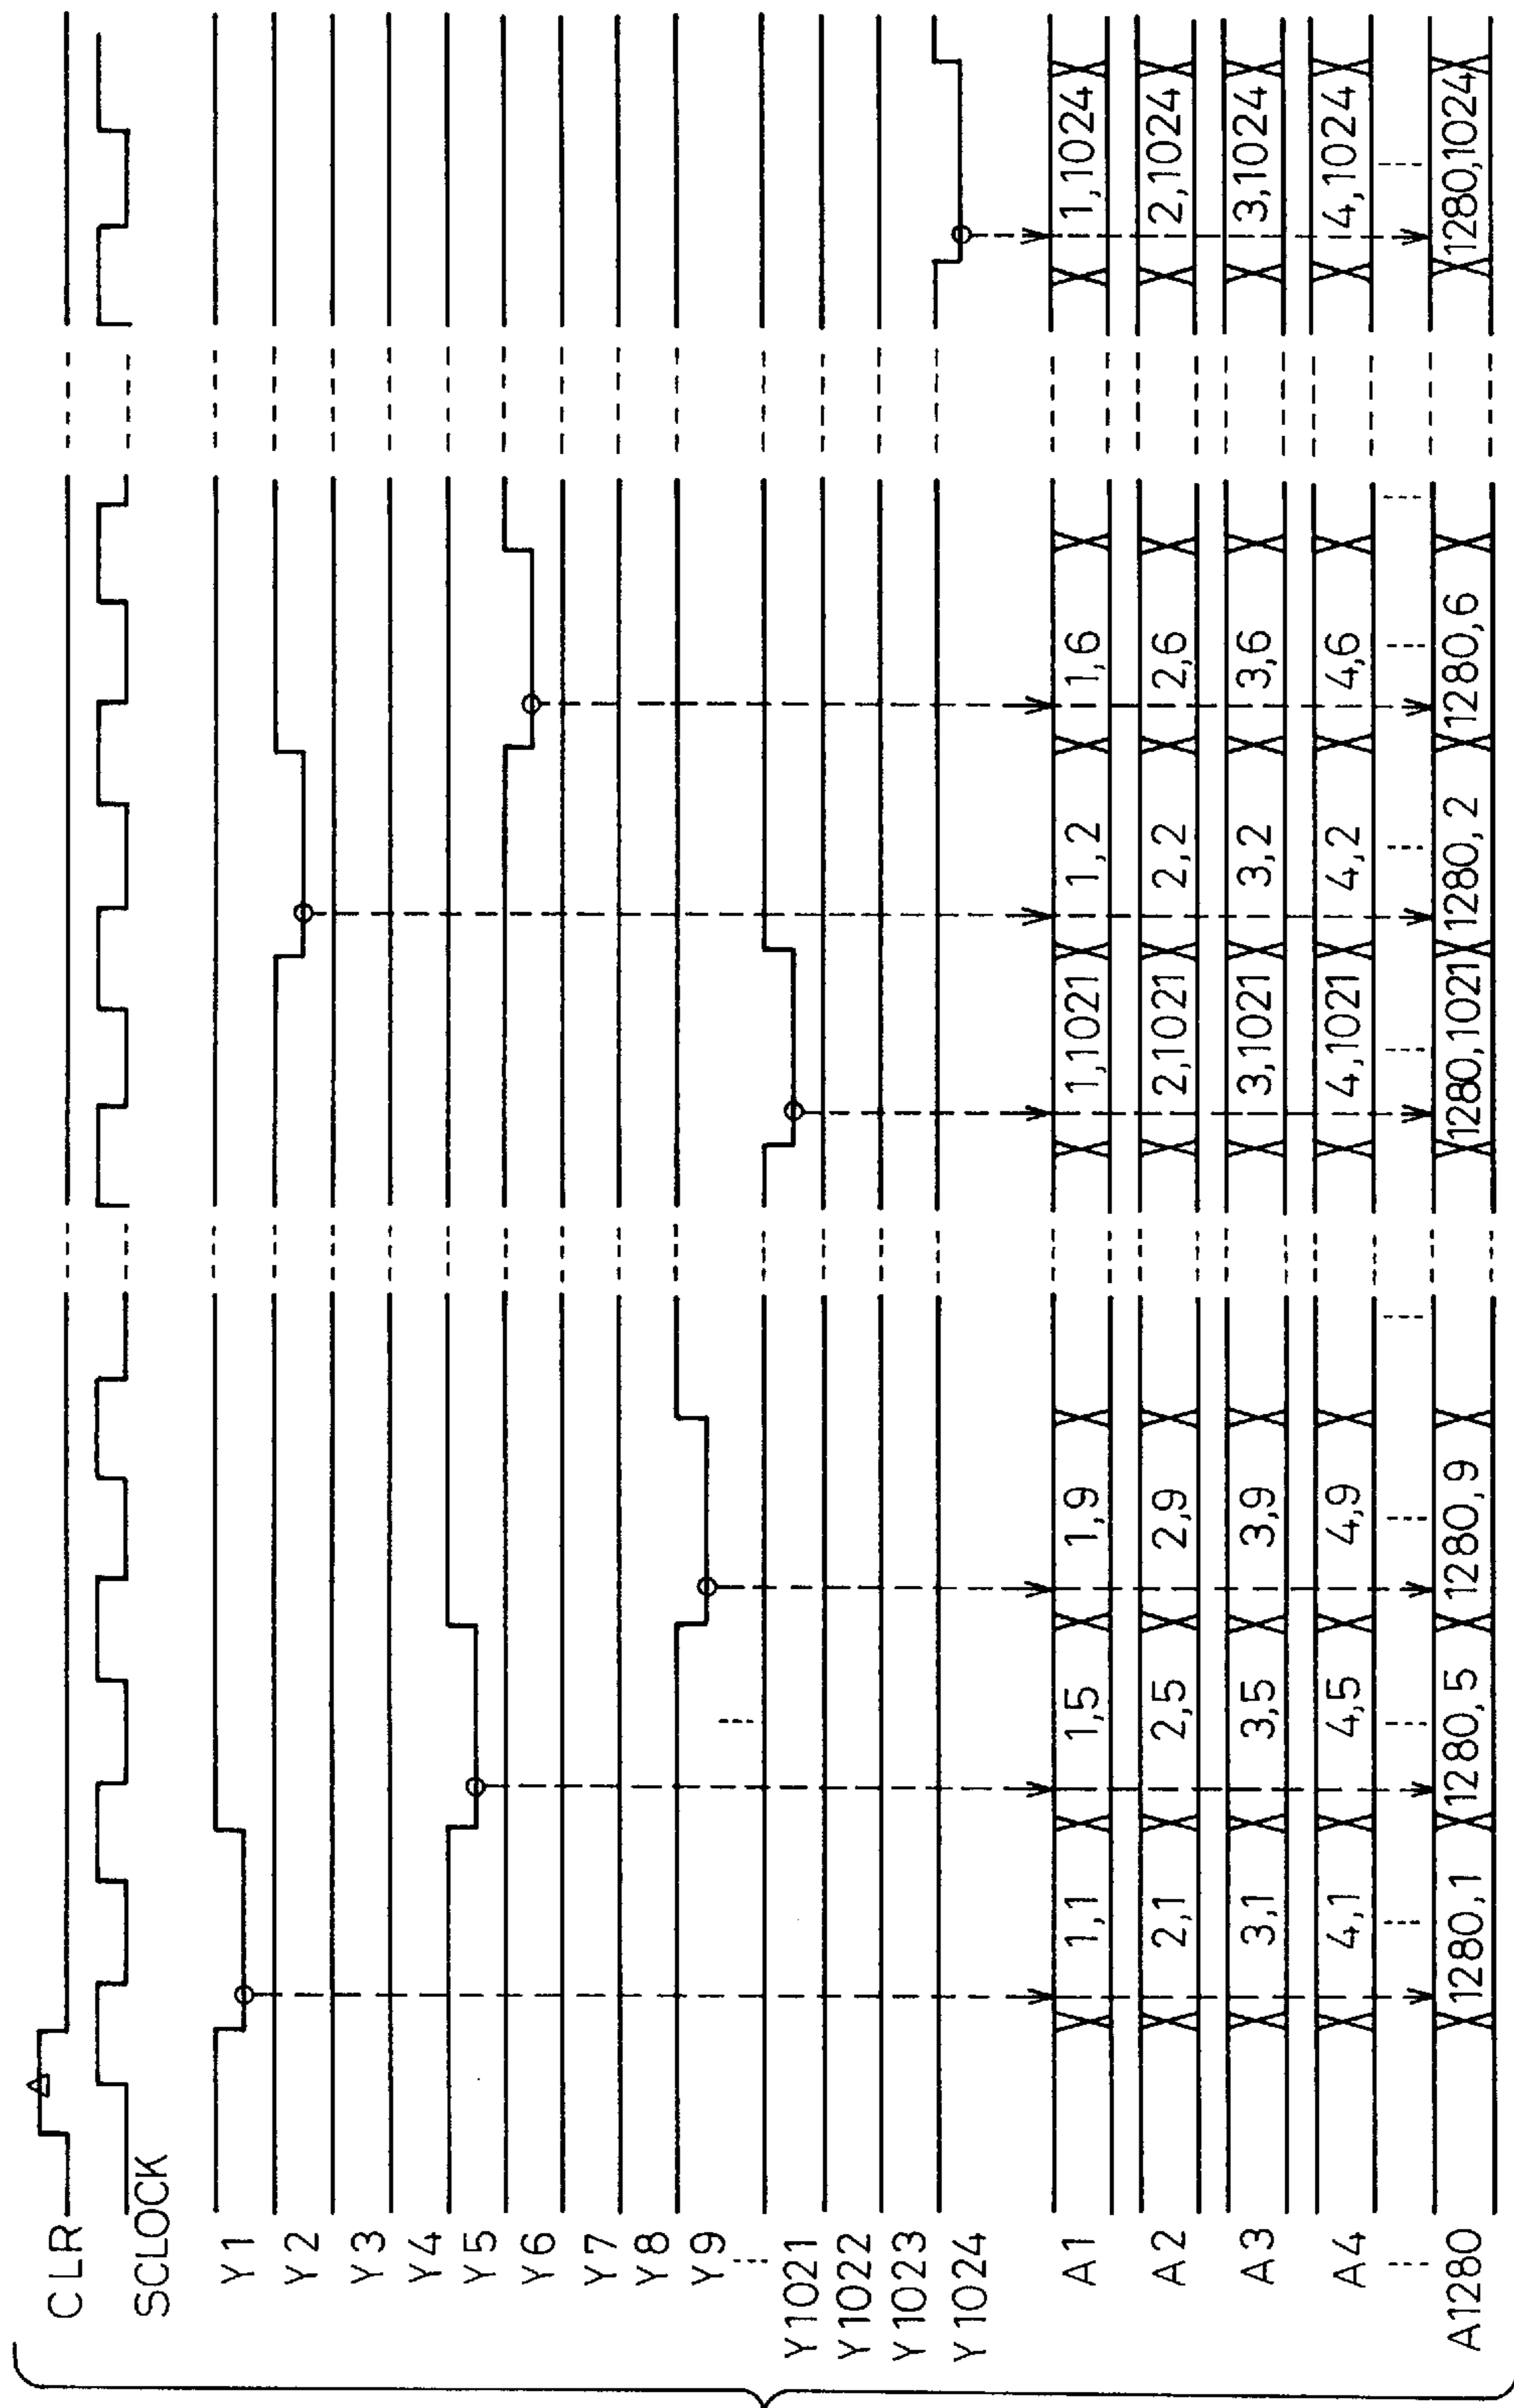 CLR
SCLOCK
Y1
Y2
Y3
Y4
Y5
Y6
Y7
Y8
Y9
Y1021
Y1022
Y1023
Y1024
A1 1,1 1,5 1,9 1,1021 1,2 1,6 1,1024
A2 2,1 2,5 2,9 2,1021 2,2 2,6 2,1024
A3 3,1 3,5 3,9 3,1021 3,2 3,6 3,1024
A4 4,1 4,5 4,9 4,1021 4,2 4,6 4,1024
A1280 1280,1 1280,5 1280,9 1280,1021 1280,2 1280,6 1280,1024